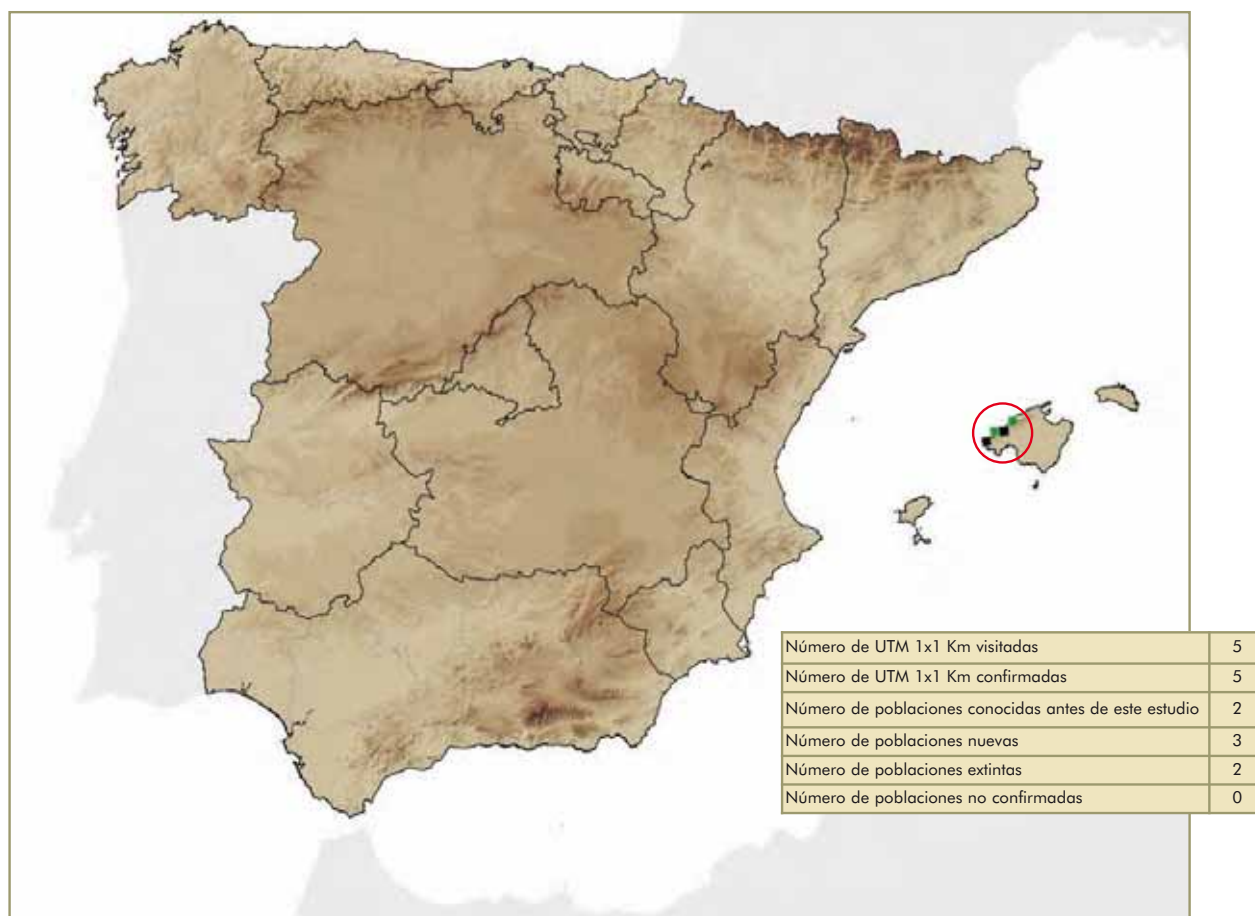 Número de UTM 1x1 Km visitadas 5
Número de UTM 1x1 Km confirmadas 5
Número de poblaciones conocidas antes de este estudio 2
Número de poblaciones nuevas 3
Número de poblaciones extintas 2
Número de poblaciones no confirmadas 0